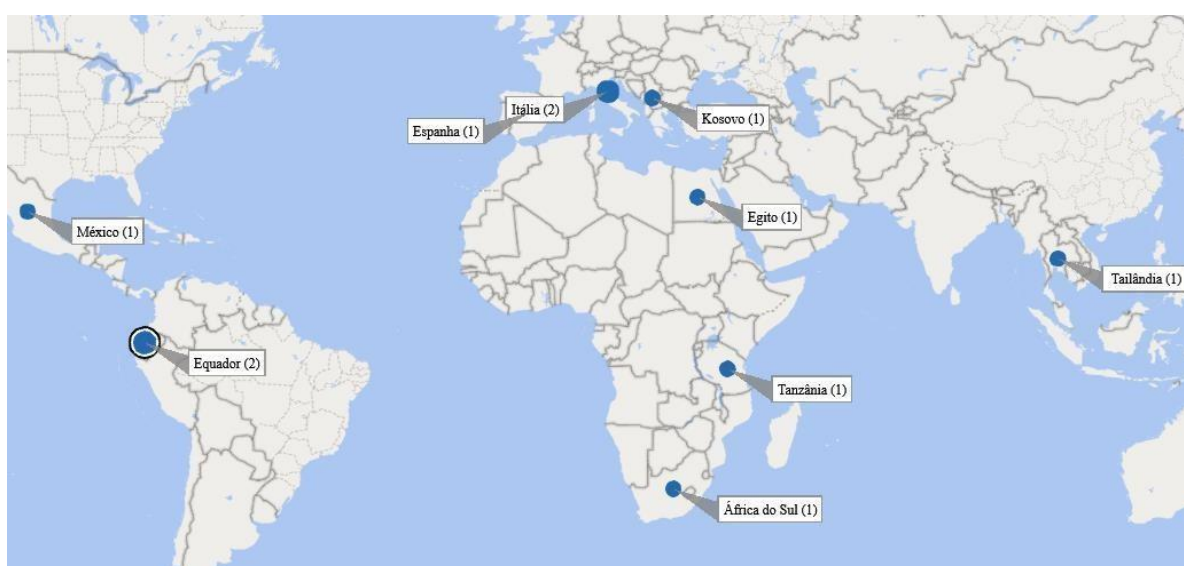 Itália (2)
Kosovo (1)
Espanha (1)
Egito (1)
México (1)
Tailândia (1)
Equador (2)
Tanzânia (1)
África do Sul (1)